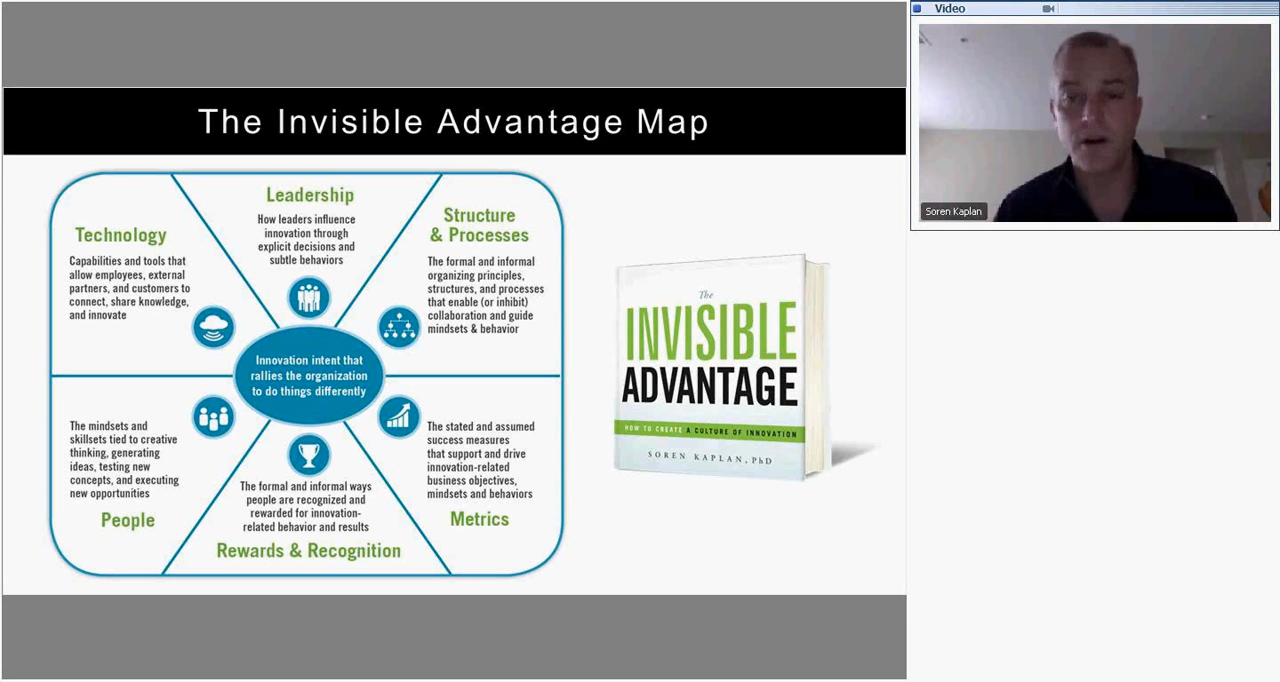 The Invisible Advantage Map
Leadership
How leaders influence
innovation through
explicit decisions and
subtle behaviors
Structure
& Processes
The formal and informal
organizing principles,
structures, and processes
that enable (or inhibit)
collaboration and guide
mindsets & behavior
Technology
Capabilities and tools that
allow employees, external
partners, and customers to
connect, share knowledge,
and innovate
Innovation intent that
rallies the organization
to do things differently
The mindsets and
skillsets tied to creative
thinking, generating
ideas, testing new
concepts, and executing
new opportunities
People
The formal and informal ways
people are recognized and
rewarded for innovation-
related behavior and results
Rewards & Recognition
The stated and assumed
success measures
that support and drive
innovation-related
business objectives,
mindsets and behaviors
Metrics
The
INVISIBLE
ADVANTAGE
HOW TO CREATE A CULTURE OF INNOVATION
SOREN KAPLAN, PhD
Video
Soren Kaplan